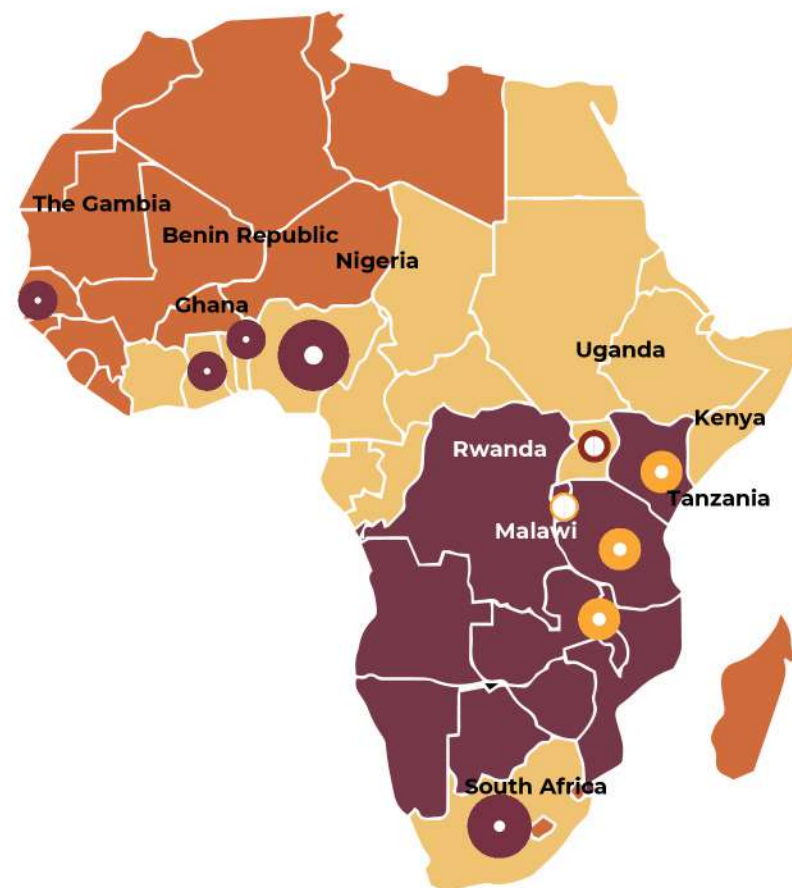 The Gambia
Benin Republic
Nigeria
Ghana
Uganda
Kenya
Rwanda
Tanzania
Malawi
South Africa